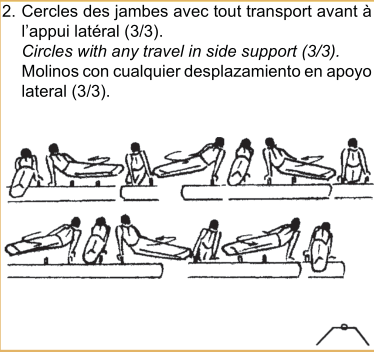 2. Cercles des jambes avec tout transport avant à
l'appui latéral (3/3).
Circles with any travel in side support (3/3).
Molinos con cualquier desplazamiento en apoyo
lateral (3/3).